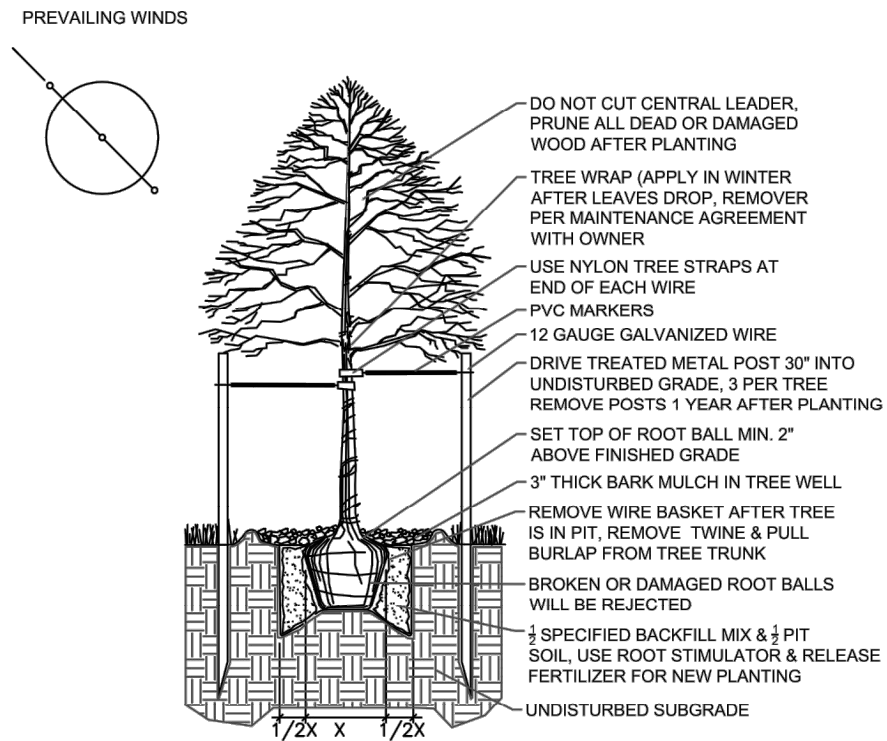 PREVAILING WINDS
DO NOT CUT CENTRAL LEADER,
PRUNE ALL DEAD OR DAMAGED
WOOD AFTER PLANTING
TREE WRAP (APPLY IN WINTER
AFTER LEAVES DROP, REMOVER
PER MAINTENANCE AGREEMENT
WITH OWNER
USE NYLON TREE STRAPS AT
END OF EACH WIRE
PVC MARKERS
12 GAUGE GALVANIZED WIRE
DRIVE TREATED METAL POST 30" INTO
UNDISTURBED GRADE, 3 PER TREE
REMOVE POSTS 1 YEAR AFTER PLANTING
SET TOP OF ROOT BALL MIN. 2"
ABOVE FINISHED GRADE
3" THICK BARK MULCH IN TREE WELL
REMOVE WIRE BASKET AFTER TREE
IS IN PIT, REMOVE TWINE & PULL
BURLAP FROM TREE TRUNK
BROKEN OR DAMAGED ROOT BALLS
WILL BE REJECTED
½ SPECIFIED BACKFILL MIX & ½ PIT
SOIL, USE ROOT STIMULATOR & RELEASE
FERTILIZER FOR NEW PLANTING
UNDISTURBED SUBGRADE
1/2X X 1/2X